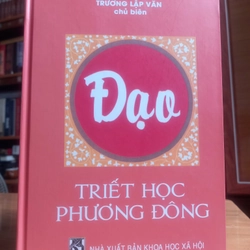 TRƯƠNG LẬP VĂN
chủ biên
Đạo
TRIẾT HỌC
PHƯƠNG ĐÔNG
NHÀ XUẤT BẢN KHOA HỌC XÃ HỘI